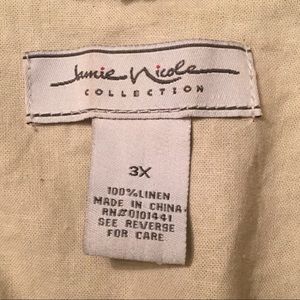 Jamie Nicole
COLLECTION
3X
100%LINEN
MADE IN CHINA
RN#0101441
SEE REVERSE
FOR CARE